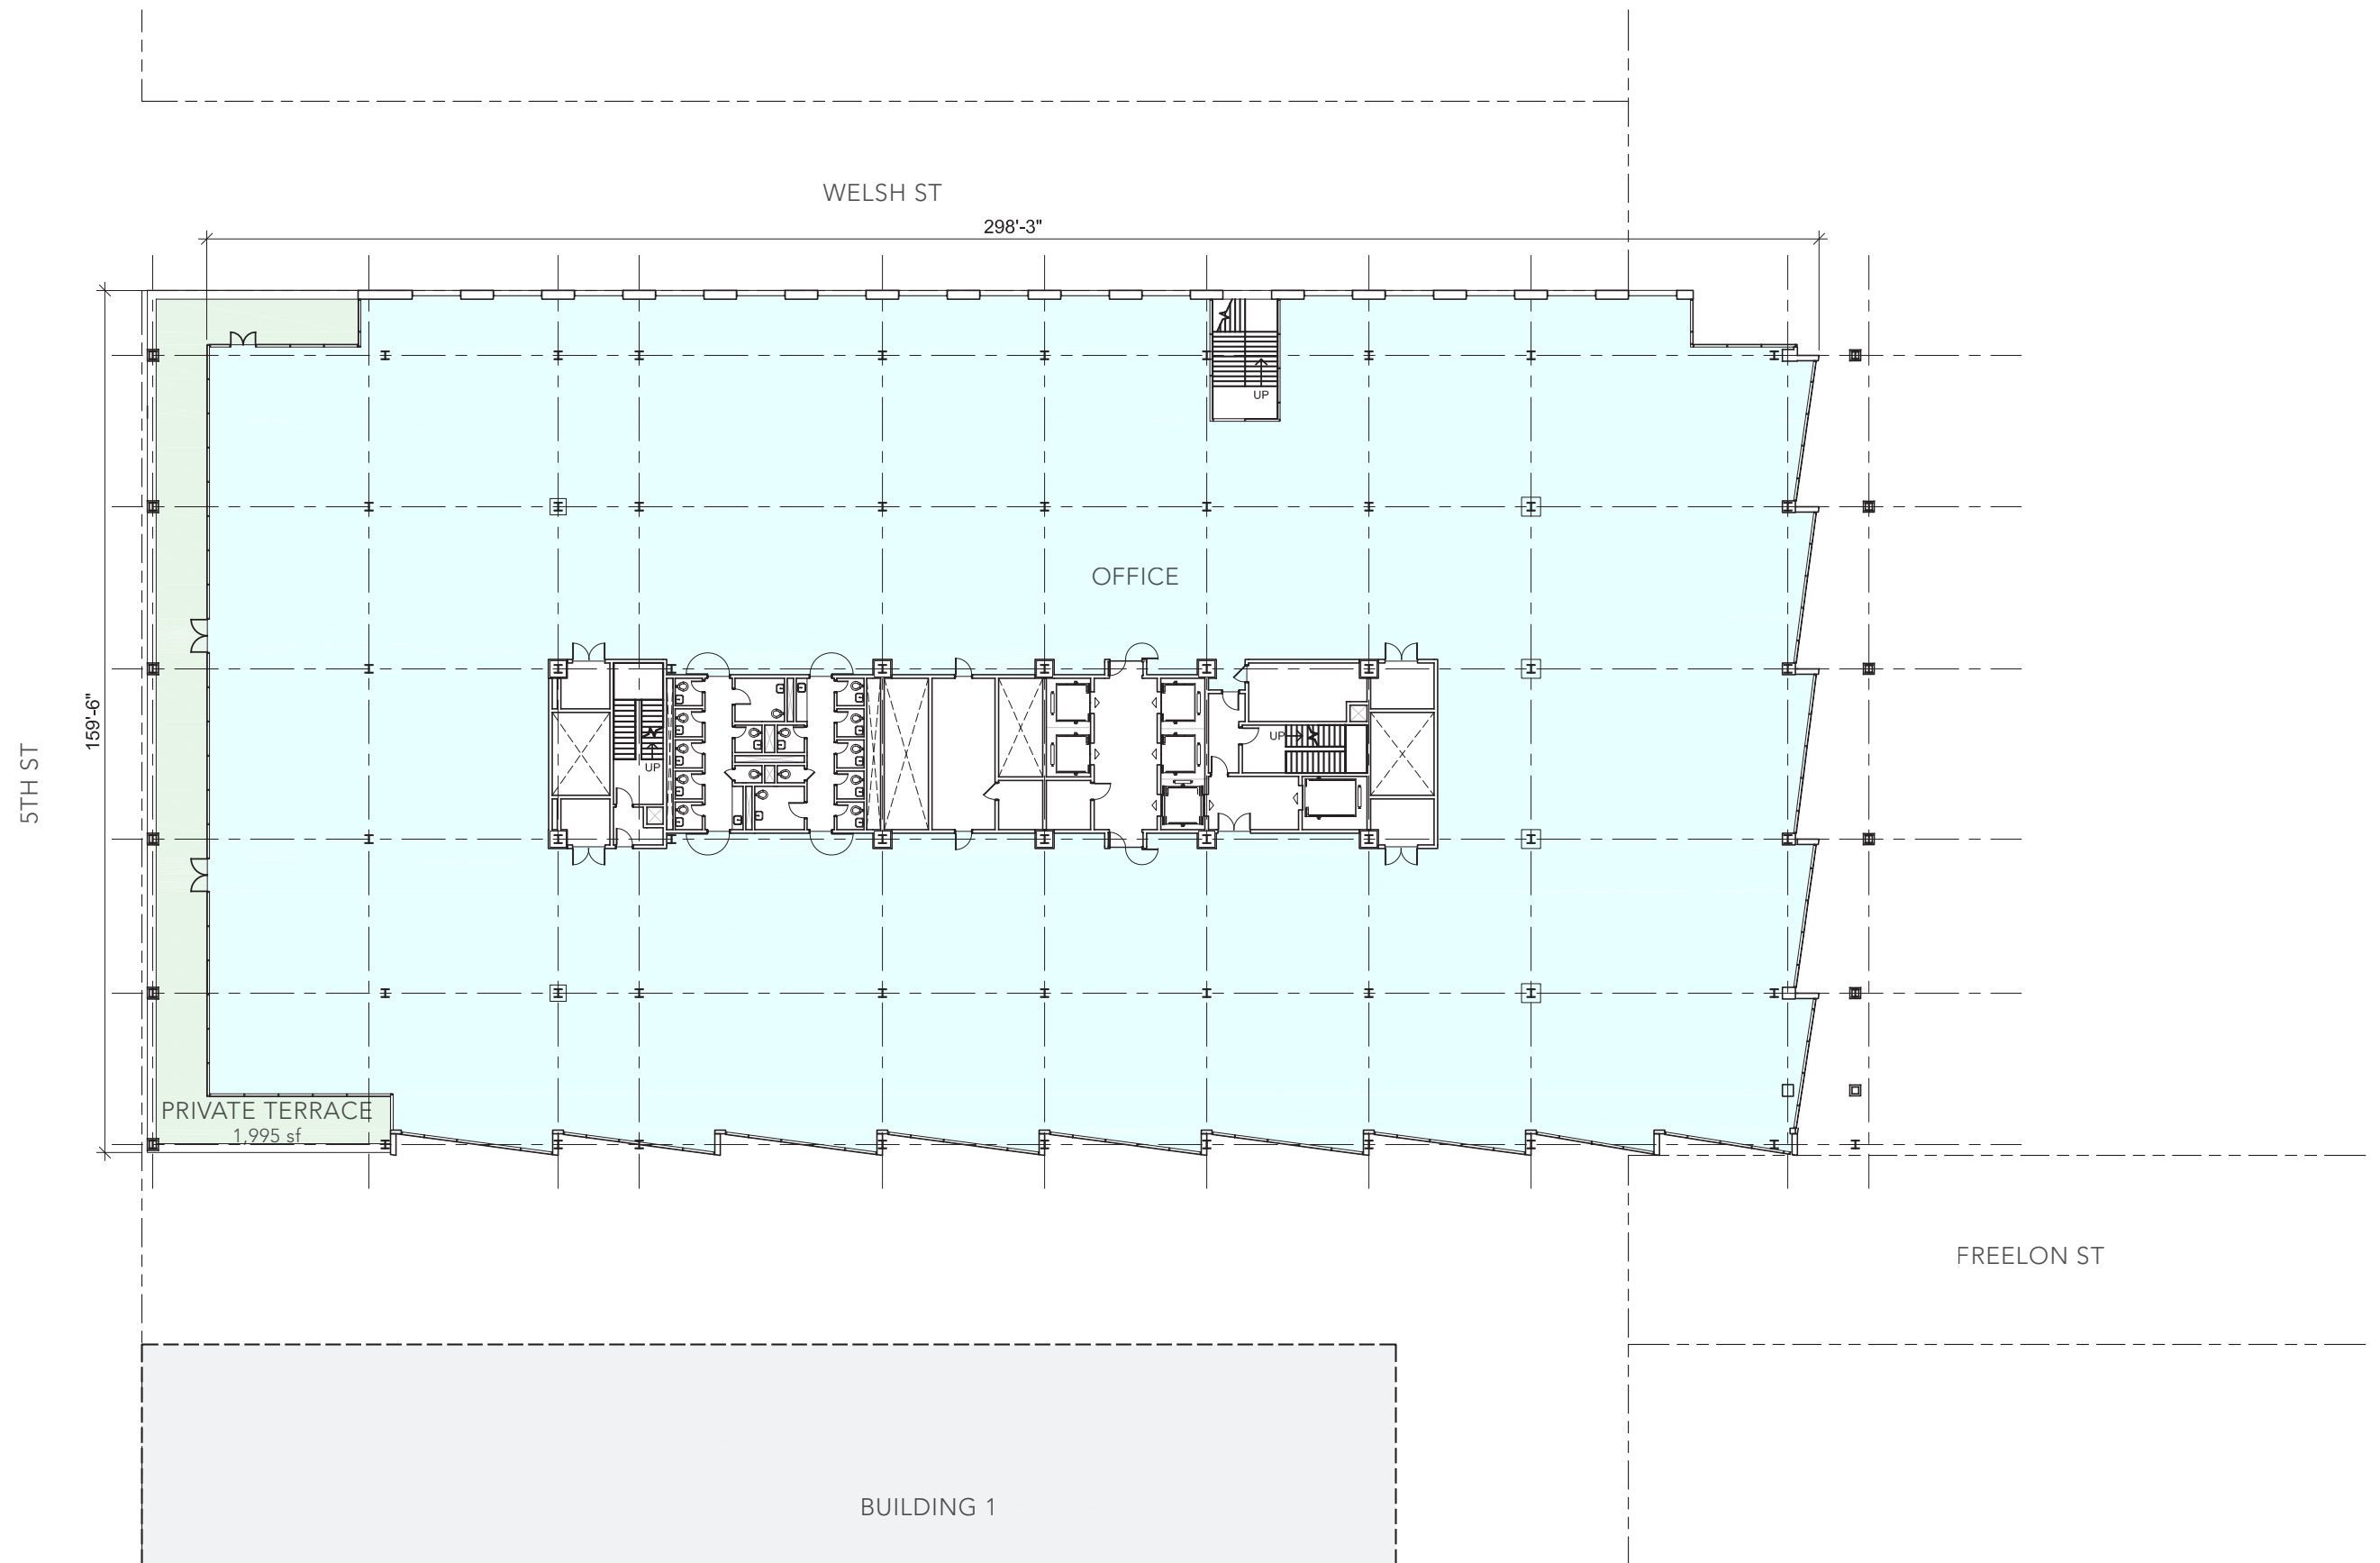 WELSH ST
298'-3"
UP
OFFICE
159'-6"
5TH ST
UP
UP
PRIVATE TERRACE
1,995 sf
FREELON ST
BUILDING 1